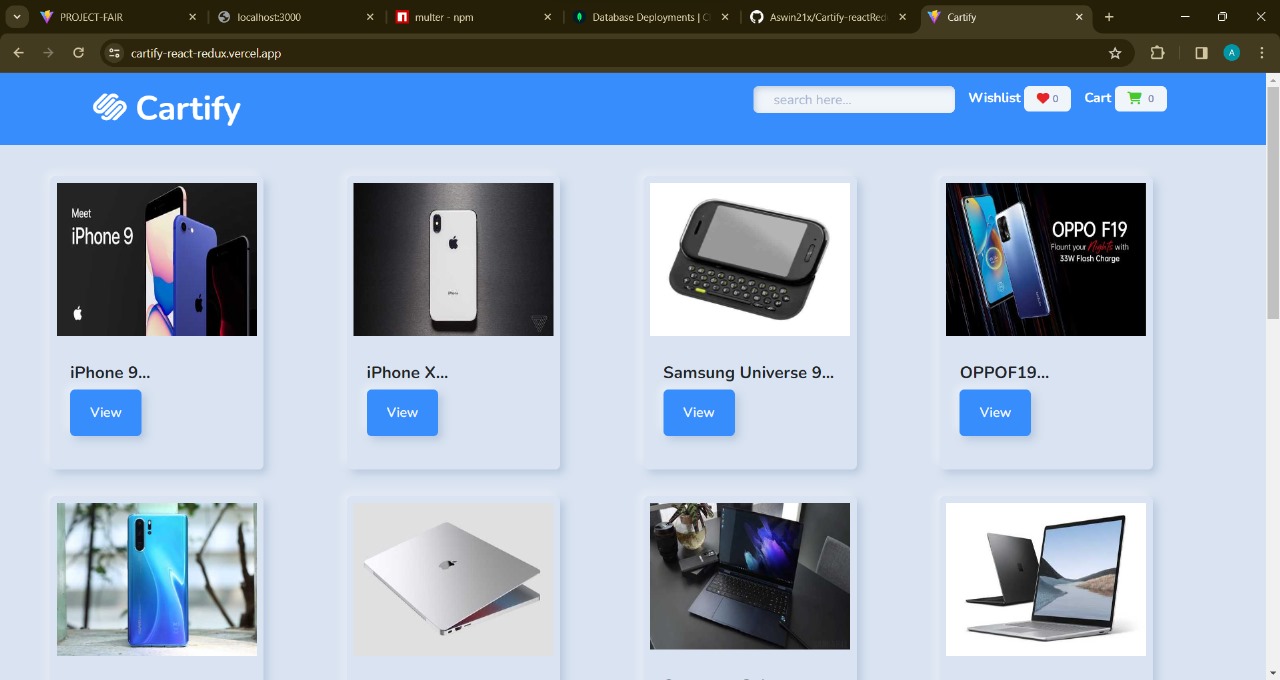 PROJECT-FAIR
localhost:3000
multer - npm
Database Deployments | C
Aswin21x/Cartify-reactRed
Cartify
cartify-react-redux.vercel.app
A
Cartify
search here...
Wishlist 0
Cart 0
Meet
iPhone 9
iPHONE
OPPO F19
Flount your Nights with
33W Flash Charge
iPhone 9...
iPhone X...
Samsung Universe 9...
OPPOF19...
View
View
View
View